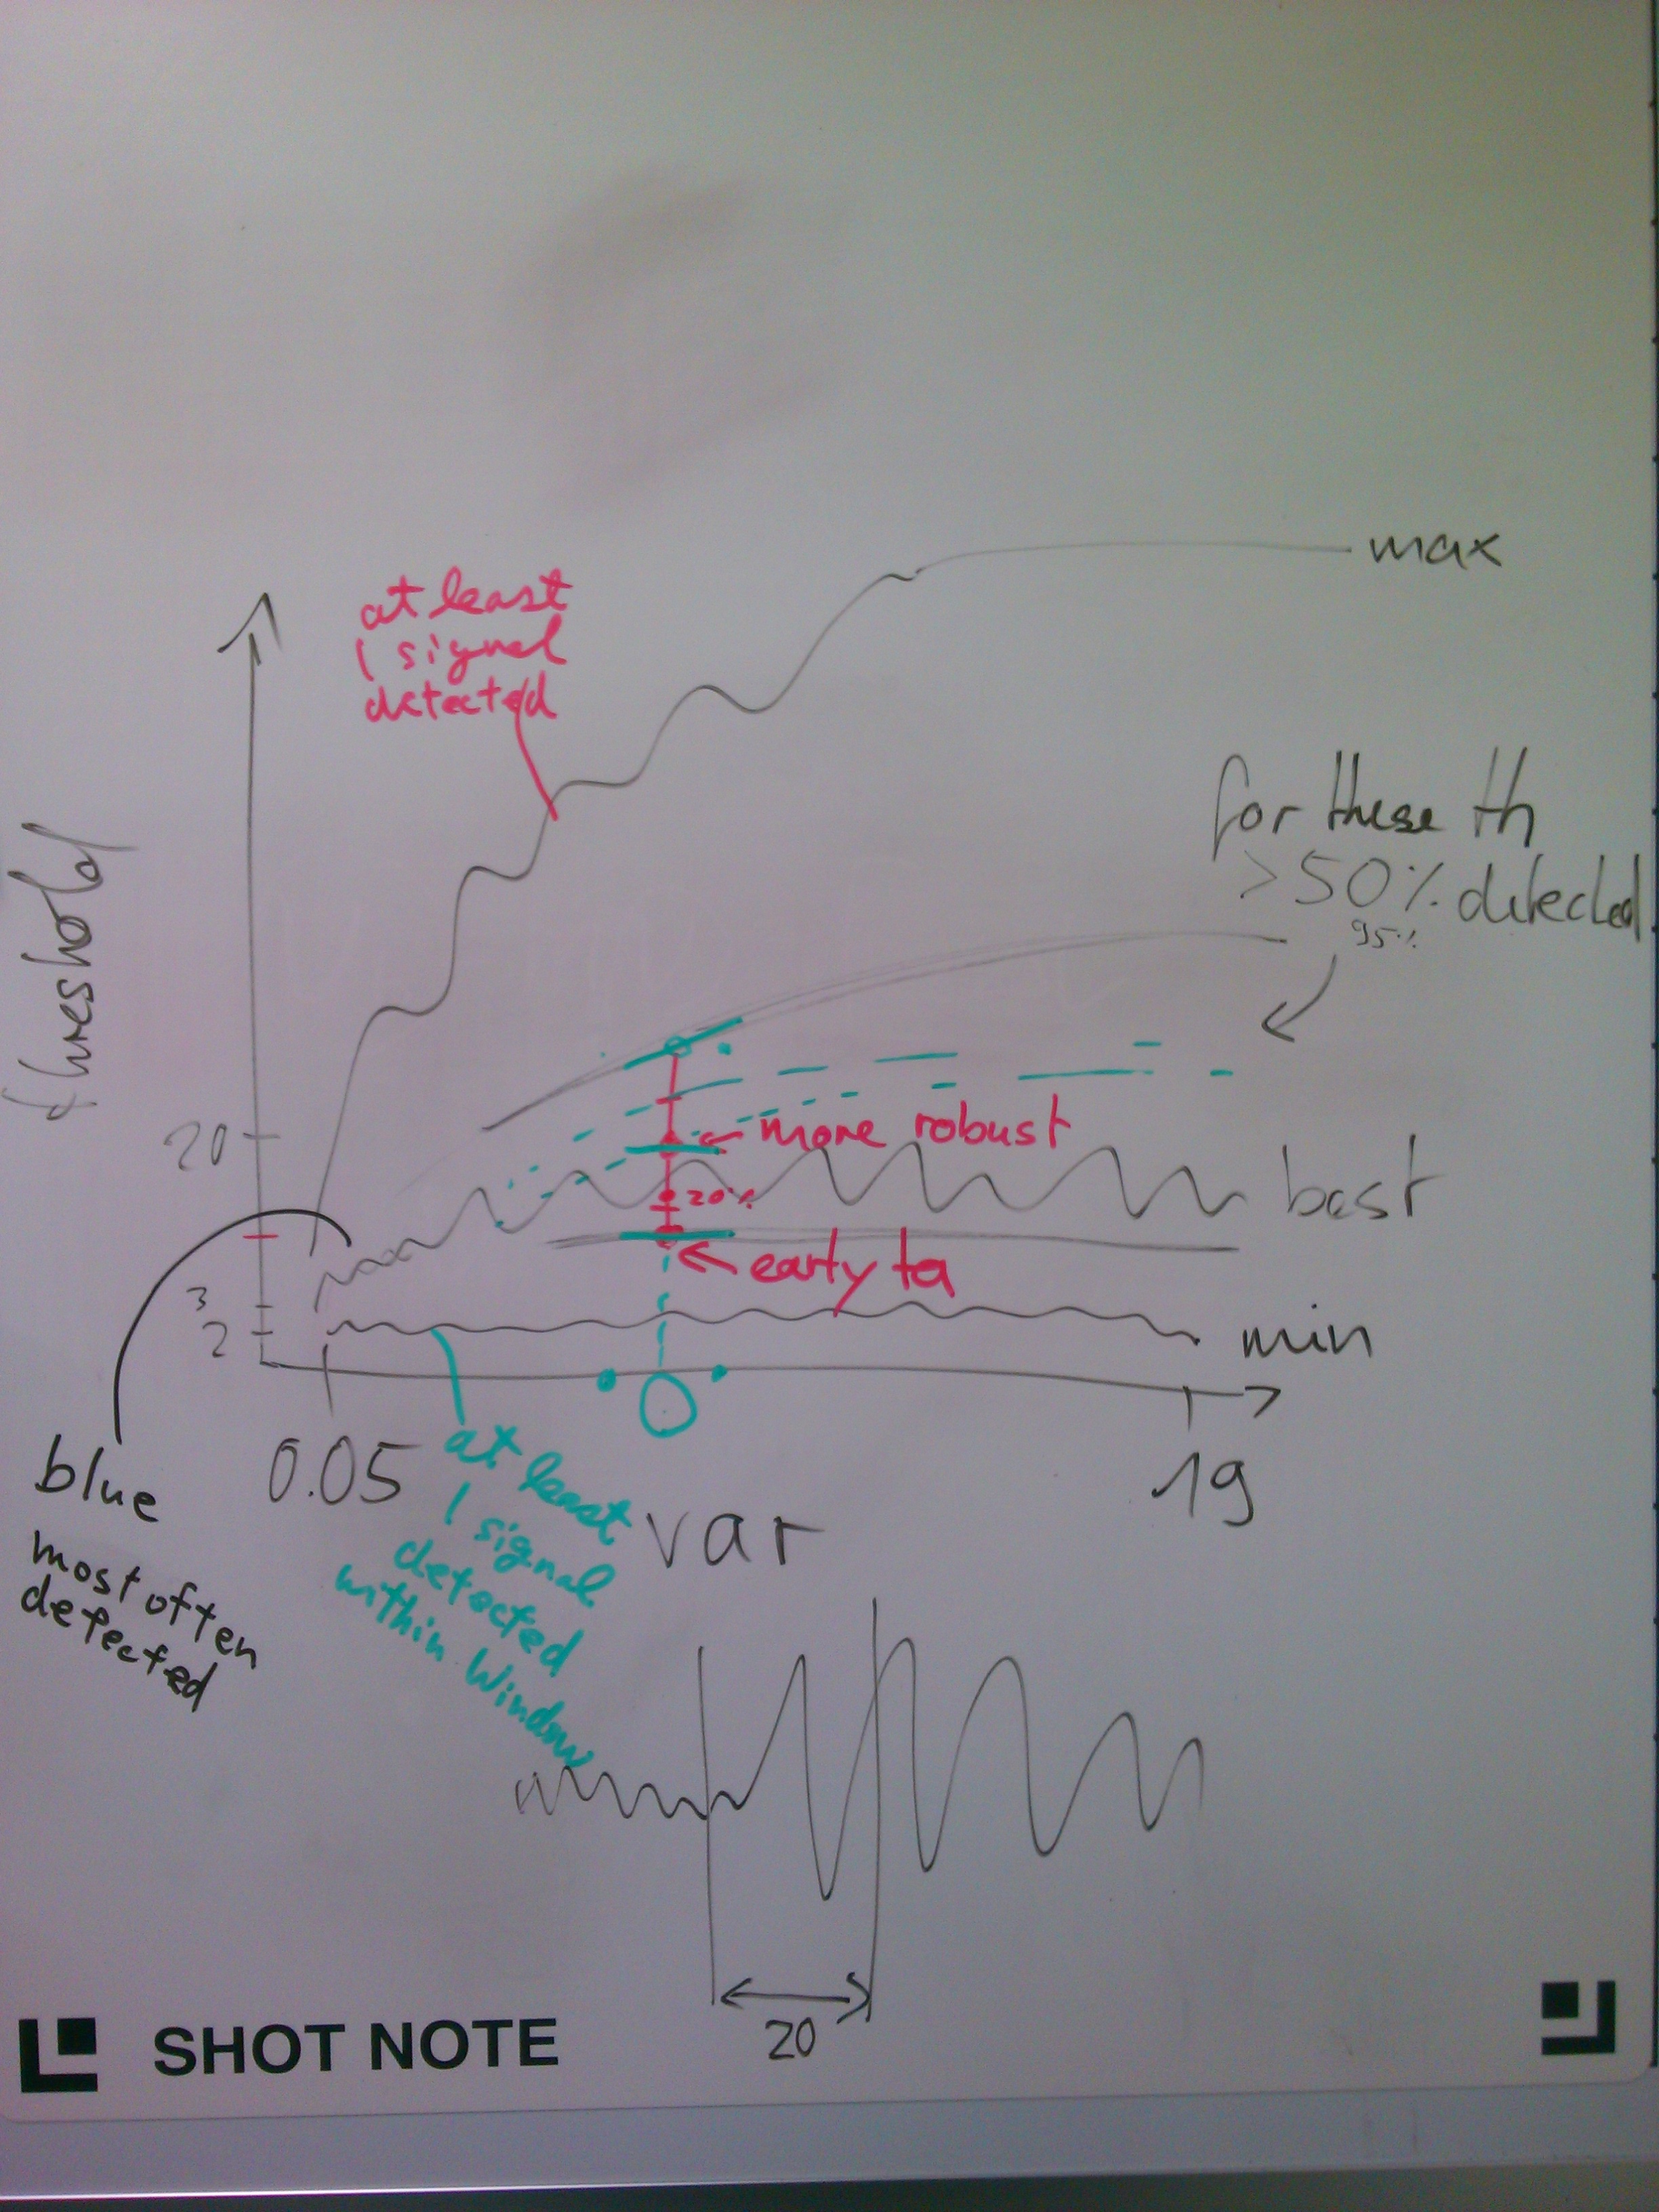 max
at least
1 signal
detected
for these th
> 50% detected
95%
threshold
20
more robust
best
20%
early ta
3
2
min
0.05
19
var
blue
most often
detected
at least
1 signal
detected
within Window
20
SHOT NOTE